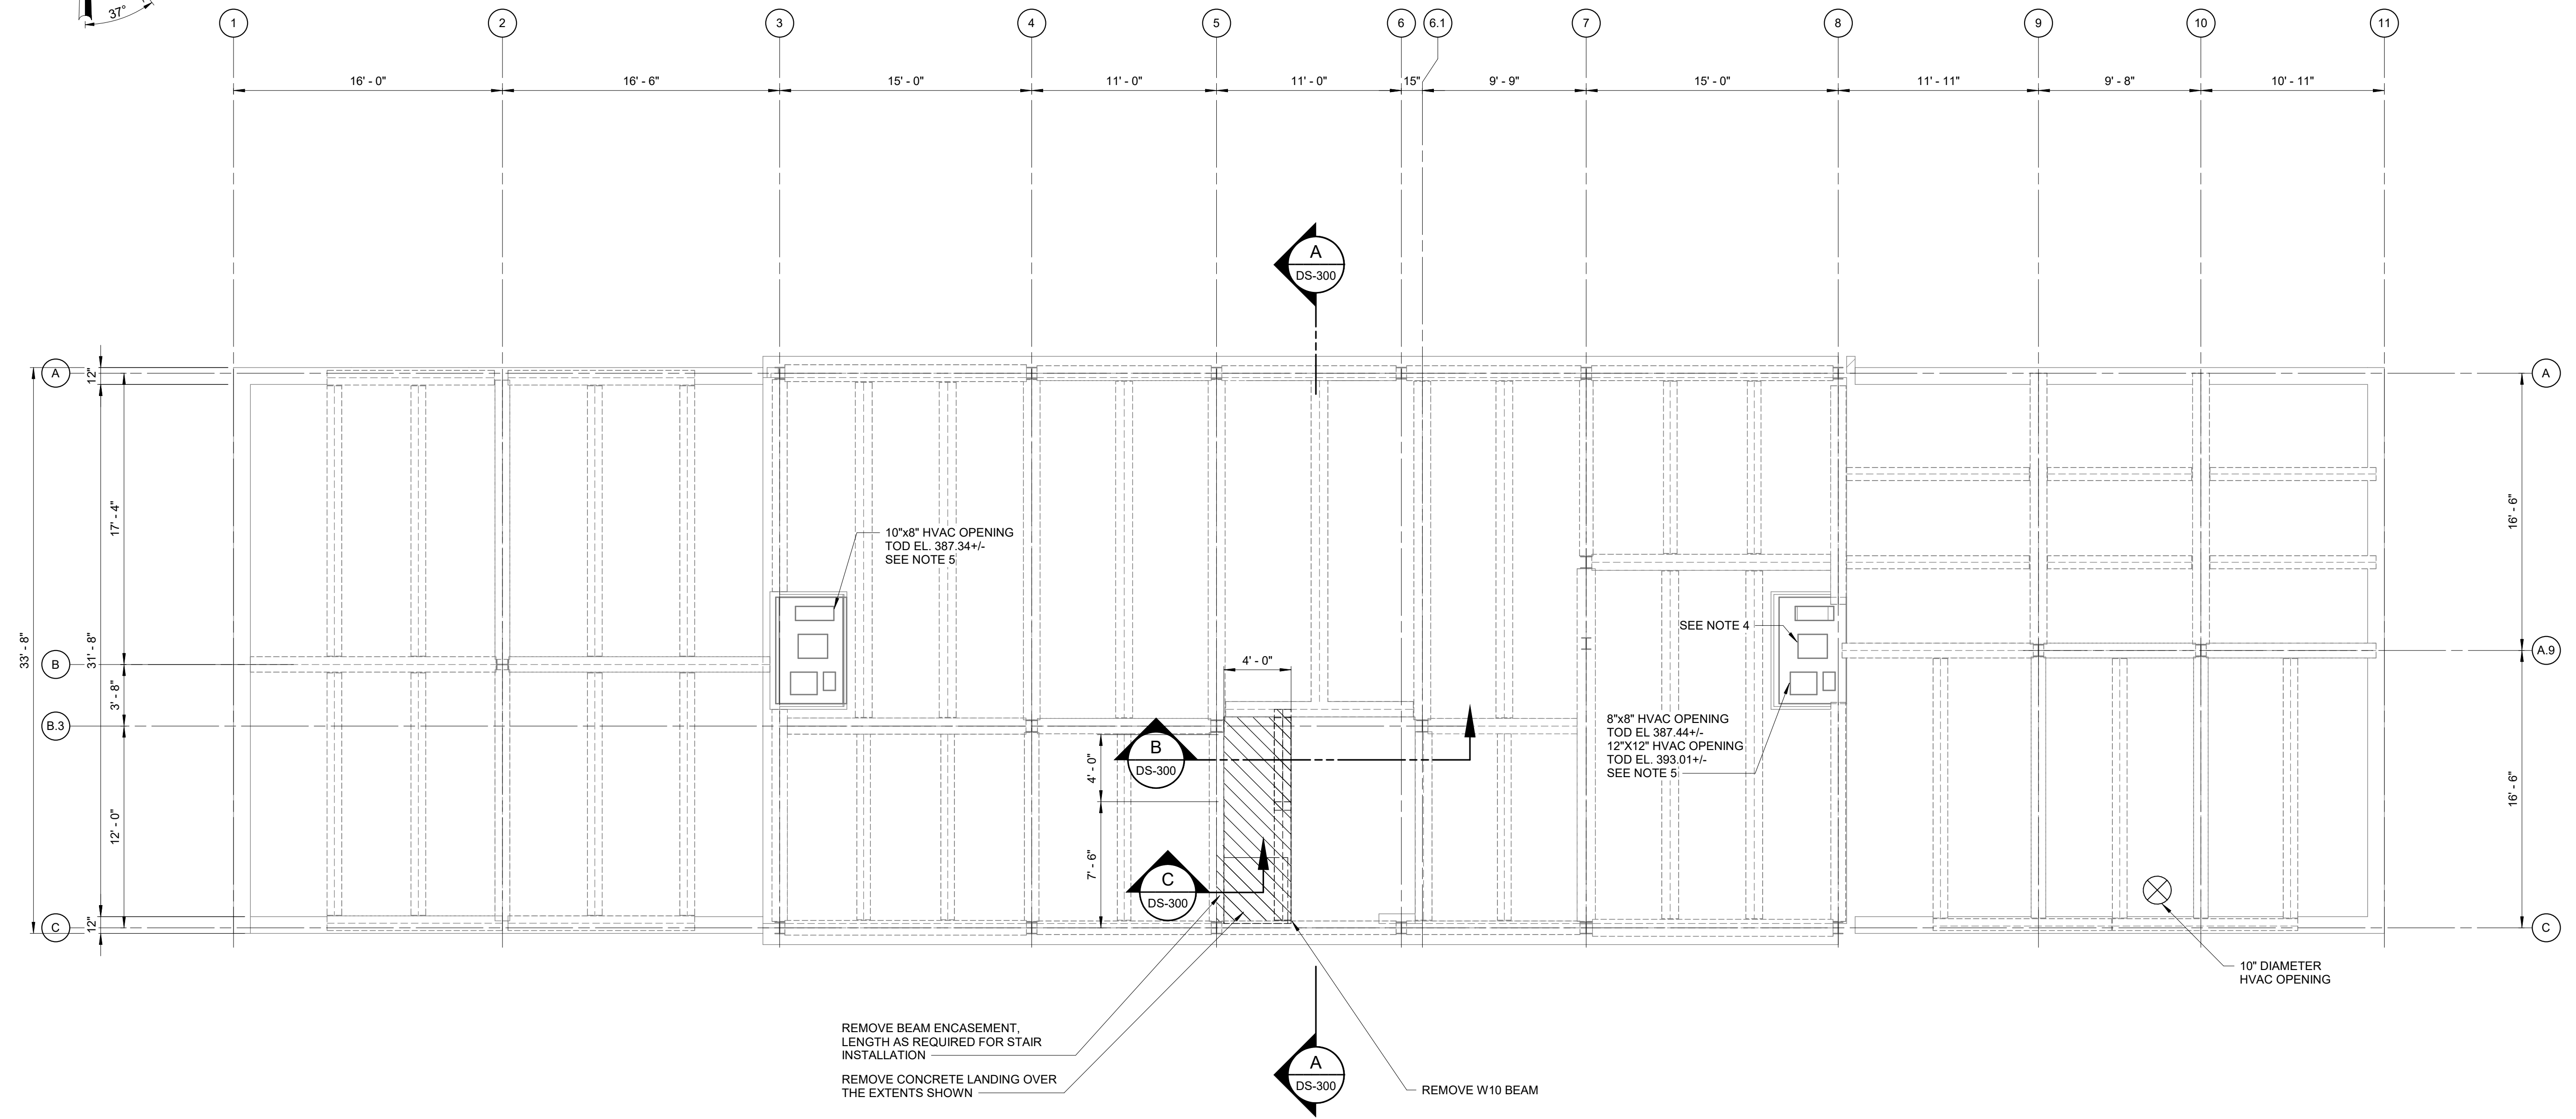 37°
1
2
3
4
5
6
6.1
7
8
9
10
11
16' - 0"
16' - 6"
15' - 0"
11' - 0"
11' - 0"
15"
9' - 9"
15' - 0"
11' - 11"
9' - 8"
10' - 11"
A
DS-300
A
12"
A
17' - 4"
16' - 6"
10"x8" HVAC OPENING
TOD EL. 387.34+/-
SEE NOTE 5
33' - 8"
31' - 8"
B
SEE NOTE 4
A.9
4' - 0"
3' - 8"
B.3
8"x8" HVAC OPENING
TOD EL 387.44+/-
12"X12" HVAC OPENING
TOD EL. 393.01+/-
SEE NOTE 5
B
DS-300
4' - 0"
16' - 6"
12' - 0"
7' - 6"
C
DS-300
C
12"
C
10" DIAMETER
HVAC OPENING
REMOVE BEAM ENCASEMENT,
LENGTH AS REQUIRED FOR STAIR
INSTALLATION
REMOVE CONCRETE LANDING OVER
THE EXTENTS SHOWN
A
DS-300
REMOVE W10 BEAM